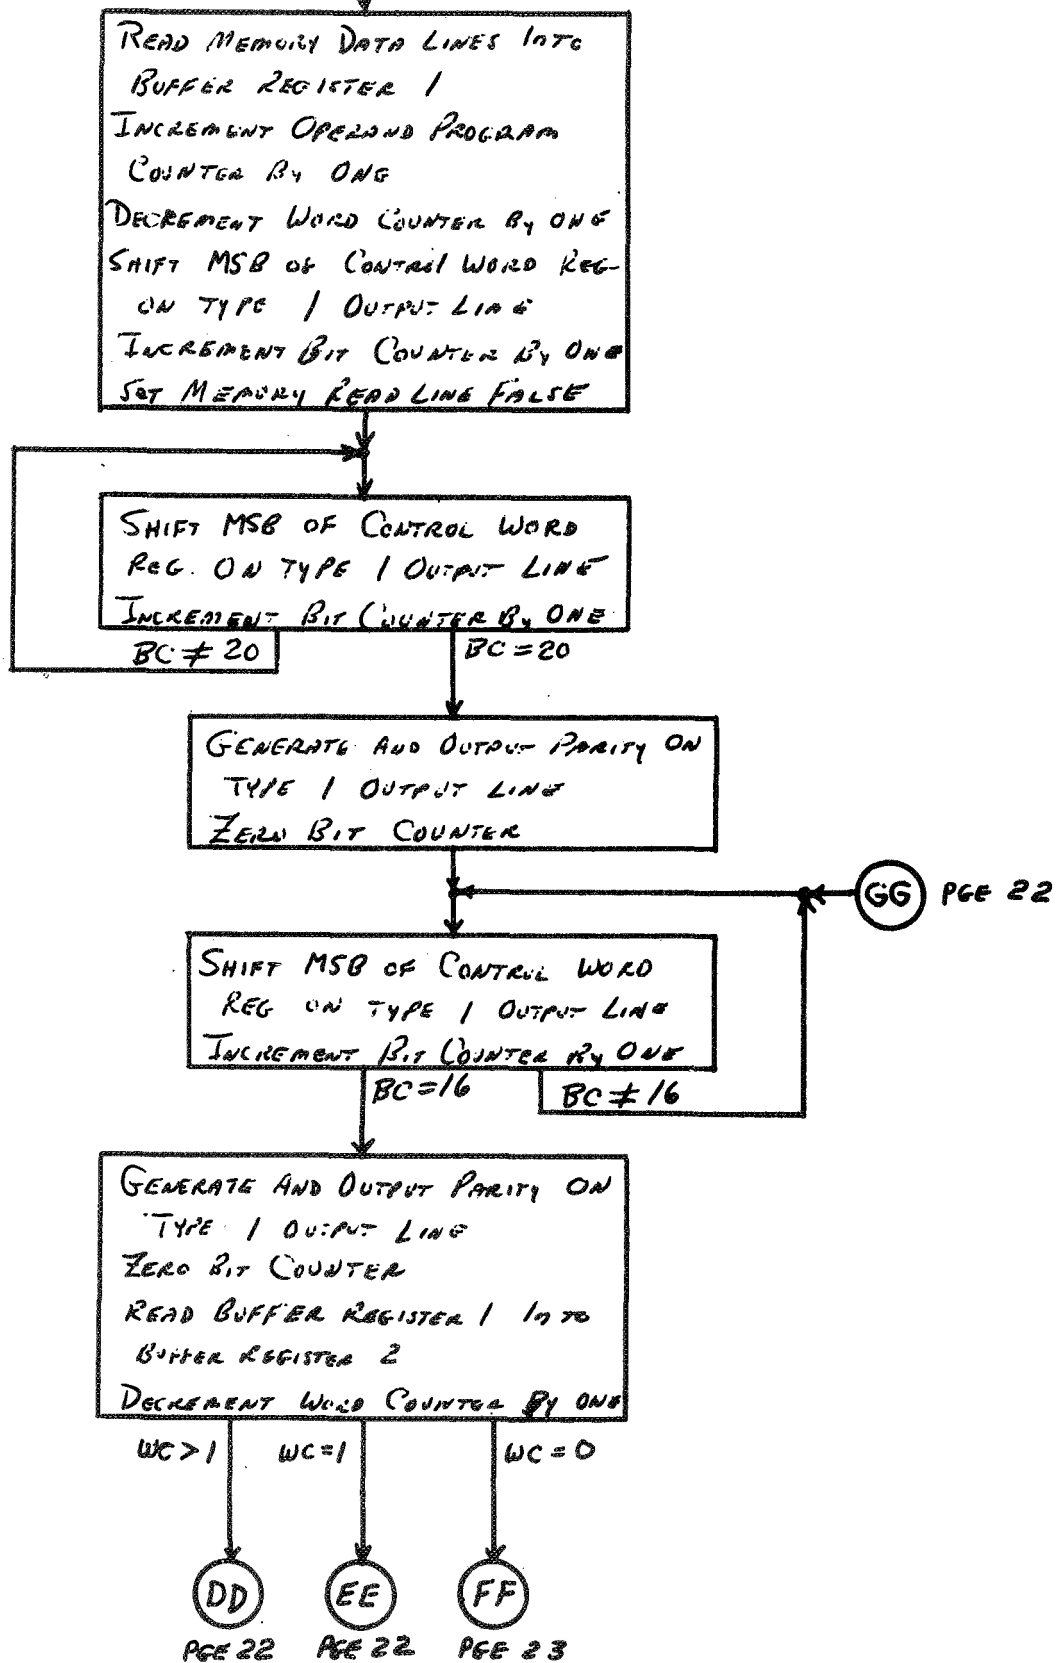 READ MEMORY DATA LINES INTO
BUFFER REGISTER 1
INCREMENT OPERAND PROGRAM
COUNTER BY ONE
DECREMENT WORD COUNTER BY ONE
SHIFT MSB OF CONTROL WORD REG-
ON TYPE 1 OUTPUT LINE
INCREMENT BIT COUNTER BY ONE
SET MEMORY READ LINE FALSE
SHIFT MSB OF CONTROL WORD
REG. ON TYPE 1 OUTPUT LINE
INCREMENT BIT COUNTER BY ONE
BC ≠ 20
BC = 20
GENERATE AND OUTPUT PARITY ON
TYPE 1 OUTPUT LINE
ZERO BIT COUNTER
GG PGE 22
SHIFT MSB OF CONTROL WORD
REG ON TYPE 1 OUTPUT LINE
INCREMENT BIT COUNTER BY ONE
BC = 16
BC ≠ 16
GENERATE AND OUTPUT PARITY ON
TYPE 1 OUTPUT LINE
ZERO BIT COUNTER
READ BUFFER REGISTER 1 INTO
BUFFER REGISTER 2
DECREMENT WORD COUNTER BY ONE
WC > 1
WC = 1
WC = 0
DD
EE
FF
PGE 22
PGE 22
PGE 23